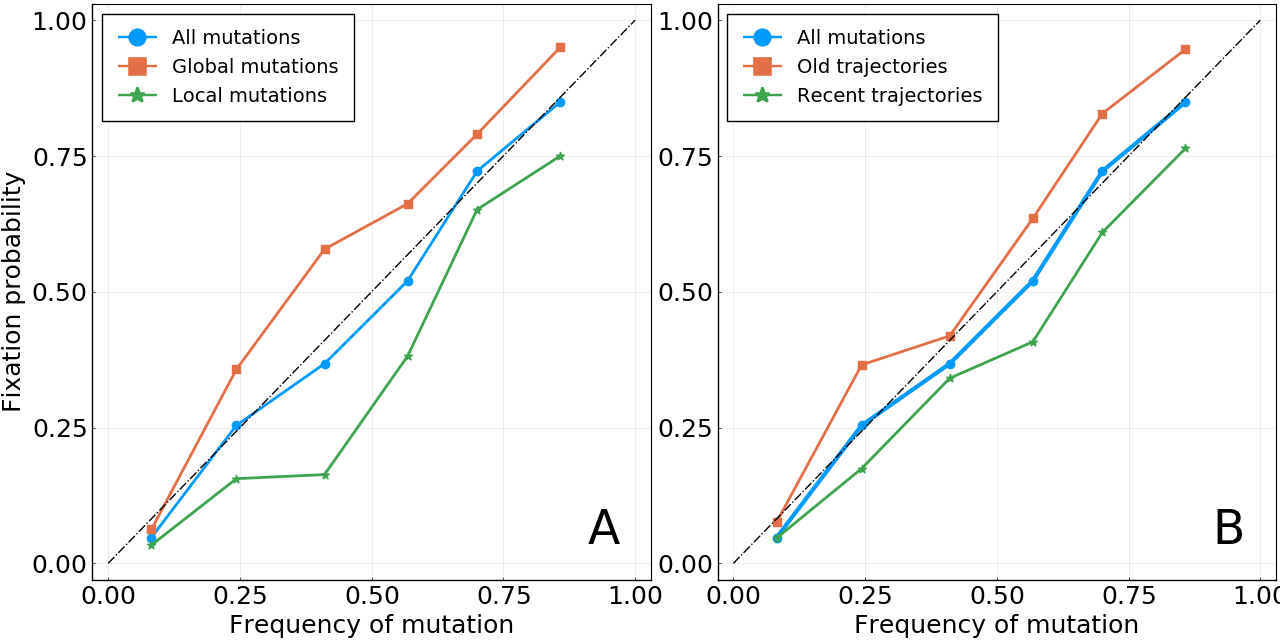 Fixation probability
1.00
0.75
0.50
0.25
0.00
All mutations
Global mutations
Local mutations
A
0.00 0.25 0.50 0.75 1.00
Frequency of mutation
1.00
0.75
0.50
0.25
0.00
All mutations
Old trajectories
Recent trajectories
B
0.00 0.25 0.50 0.75 1.00
Frequency of mutation